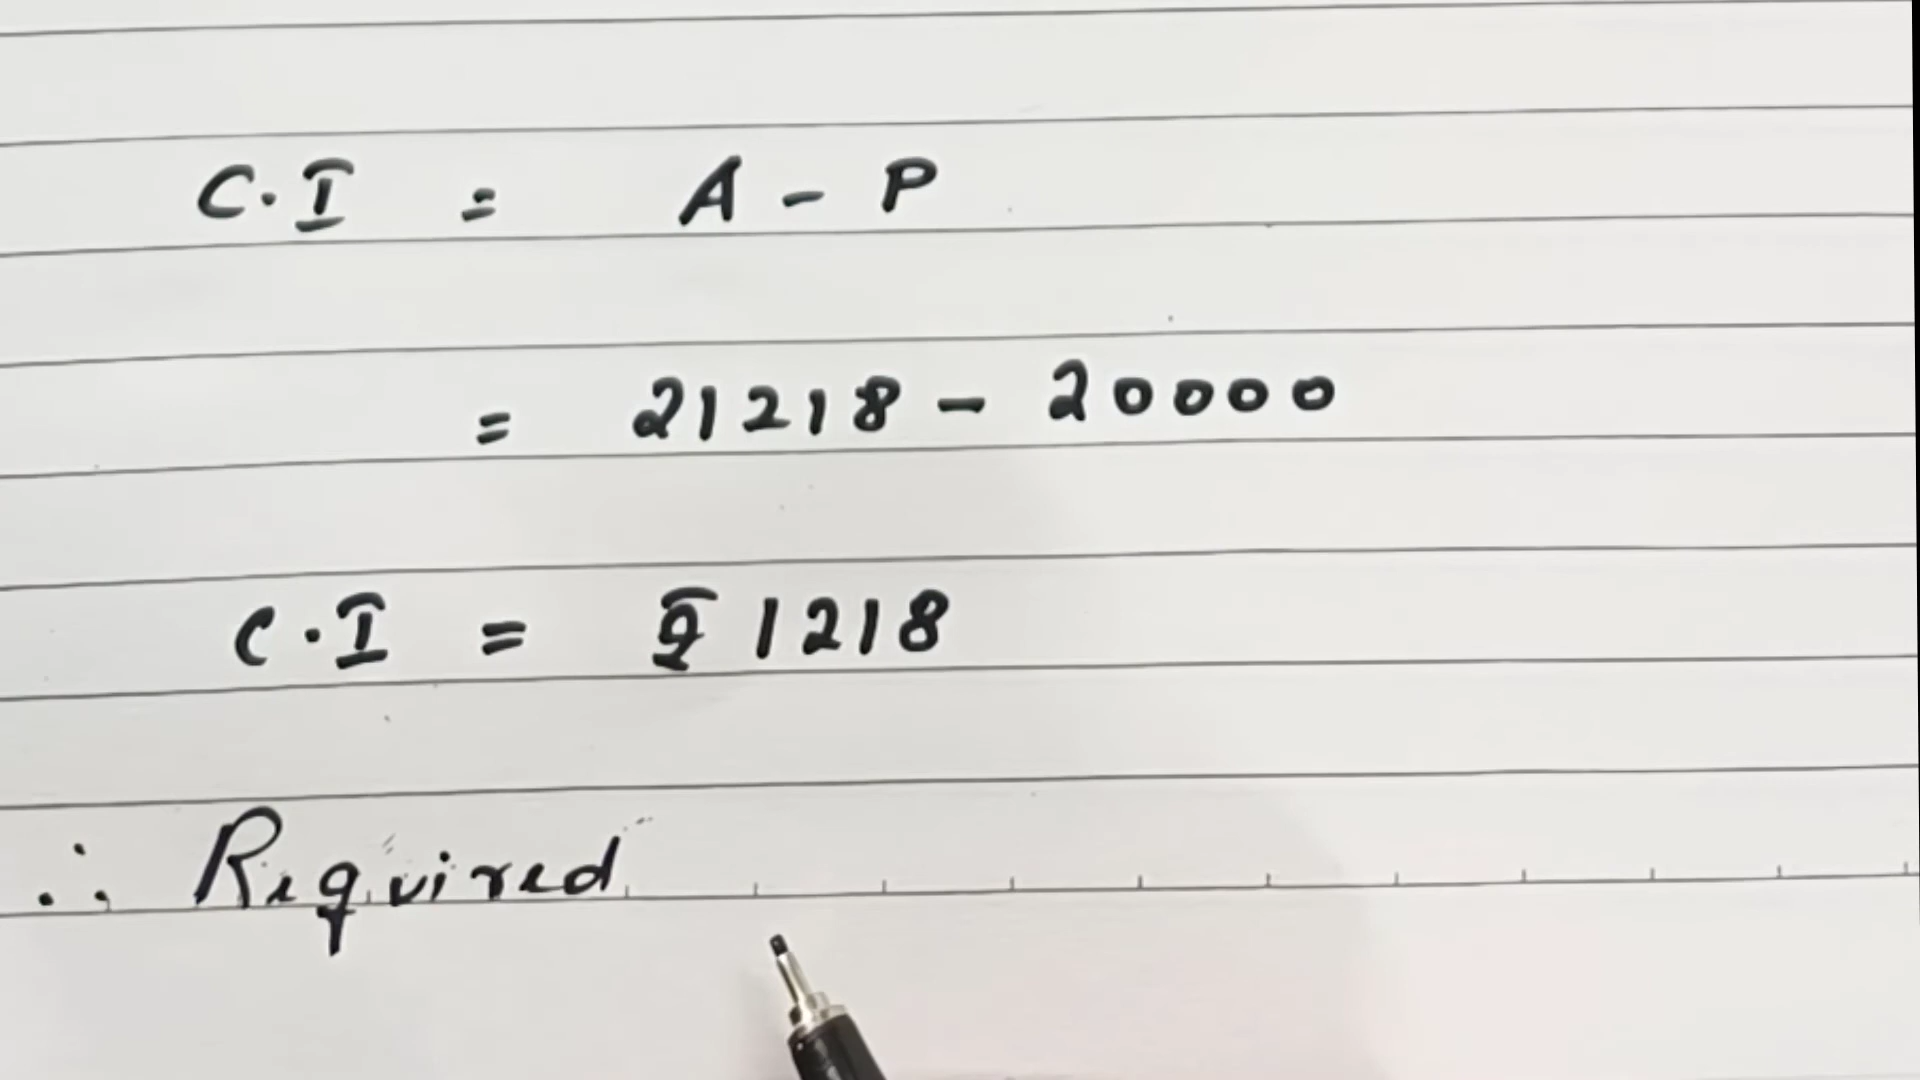 C.I = A - P
= 21218 - 20000
C.I = ₹ 1218
∴ Required